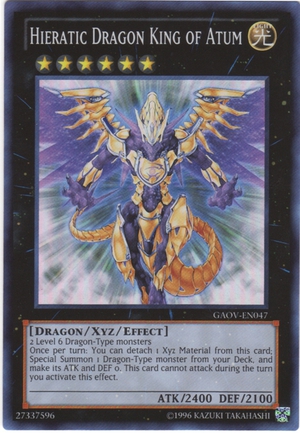 HIERATIC DRAGON KING OF ATUM
LIGHT
光
GAOV-EN047
[DRAGON/XYZ/EFFECT]
2 Level 6 Dragon-Type monsters
Once per turn: You can detach 1 Xyz Material from this card;
Special Summon 1 Dragon-Type monster from your Deck, and
make its ATK and DEF 0. This card cannot attack during the turn
you activate this effect.
ATK/2400 DEF/2100
27337596
©1996 KAZUKI TAKAHASHI